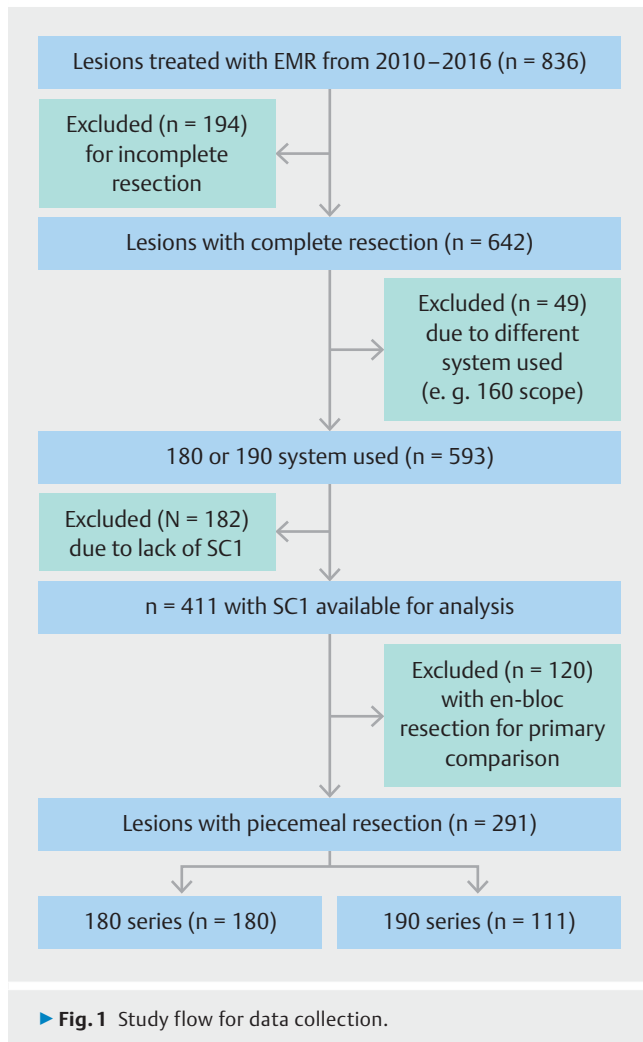 Lesions treated with EMR from 2010–2016 (n = 836)
Excluded (n = 194)
for incomplete
resection
Lesions with complete resection (n = 642)
Excluded (n = 49)
due to different
system used
(e. g. 160 scope)
180 or 190 system used (n = 593)
Excluded (N = 182)
due to lack of SC1
n = 411 with SC1 available for analysis
Excluded (n = 120)
with en-bloc
resection for primary
comparison
Lesions with piecemeal resection (n = 291)
180 series (n = 180)
190 series (n = 111)
▶ Fig. 1 Study flow for data collection.